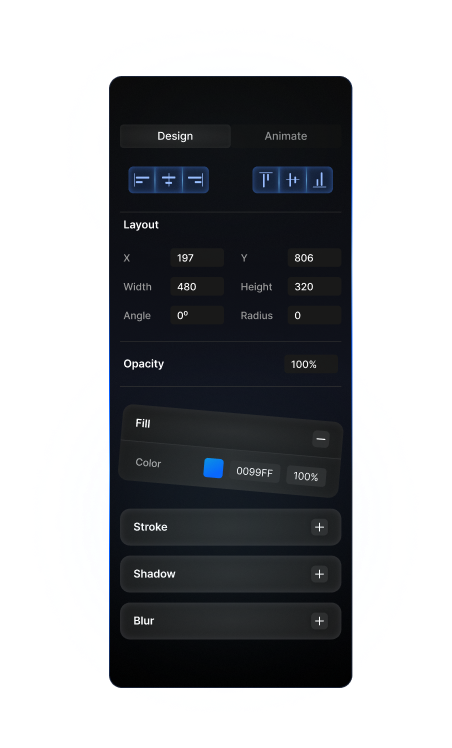 Design Animate
Layout
X 197 Y 806
Width 480 Height 320
Angle 0º Radius 0
Opacity 100%
Fill
Color 0099FF 100%
Stroke
Shadow
Blur